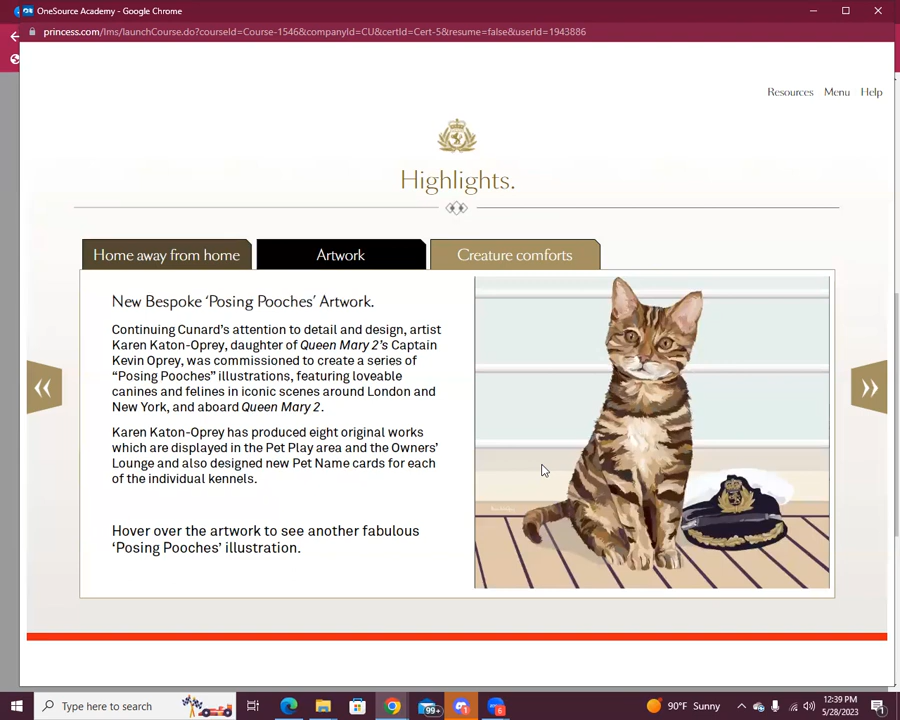 OneSource Academy - Google Chrome
princess.com/lms/launchCourse.do?courseId=Course-1546&companyId=CU&certId=Cert-5&resume=false&userId=1943886
Resources Menu Help
Highlights.
Home away from home
Artwork
Creature comforts
New Bespoke ‘Posing Pooches’ Artwork.
Continuing Cunard’s attention to detail and design, artist
Karen Katon-Oprey, daughter of Queen Mary 2’s Captain
Kevin Oprey, was commissioned to create a series of
“Posing Pooches” illustrations, featuring loveable
canines and felines in iconic scenes around London and
New York, and aboard Queen Mary 2.
Karen Katon-Oprey has produced eight original works
which are displayed in the Pet Play area and the Owners’
Lounge and also designed new Pet Name cards for each
of the individual kennels.
Hover over the artwork to see another fabulous
‘Posing Pooches’ illustration.
Type here to search
99+
1
6
90°F Sunny
12:39 PM
5/28/2023
1